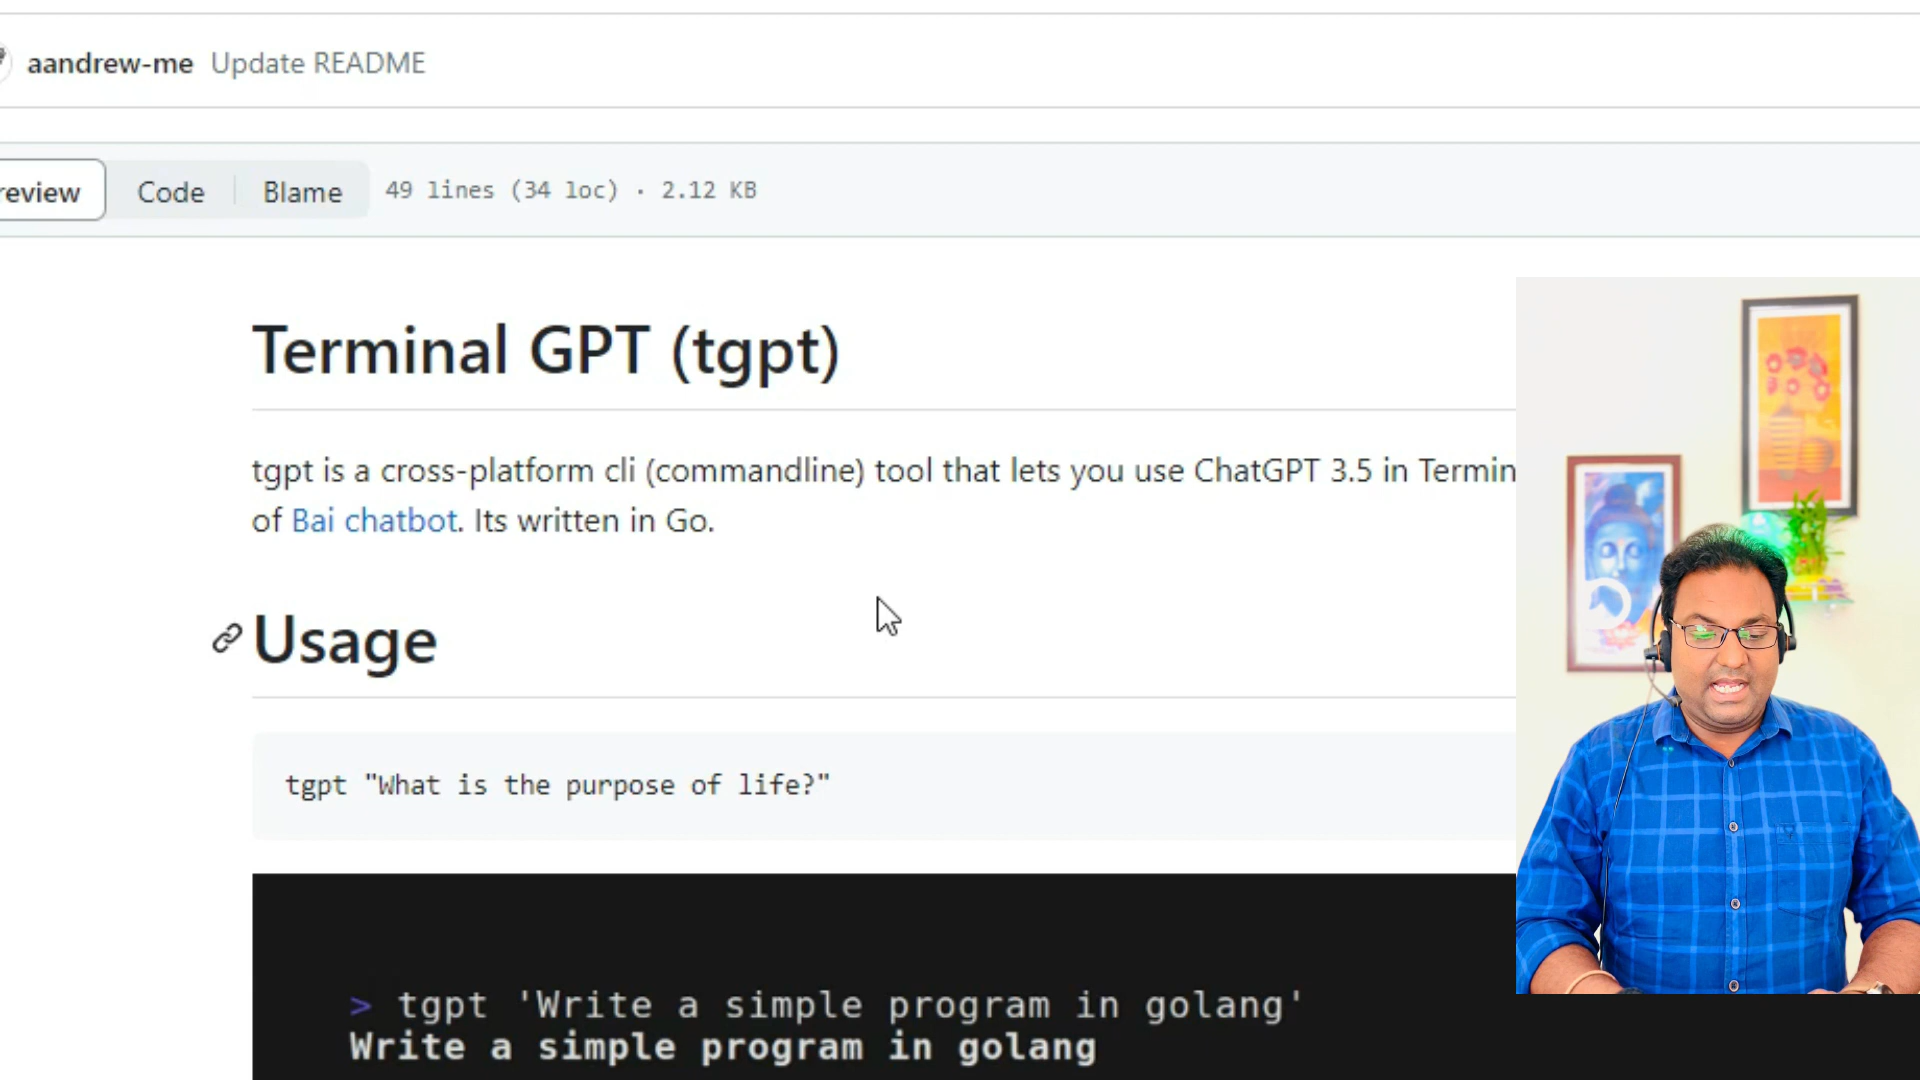 aandrew-me Update README
review Code Blame 49 lines (34 loc) · 2.12 KB
Terminal GPT (tgpt)
tgpt is a cross-platform cli (commandline) tool that lets you use ChatGPT 3.5 in Termin
of Bai chatbot. Its written in Go.
Usage
tgpt "What is the purpose of life?"
> tgpt 'Write a simple program in golang'
Write a simple program in golang